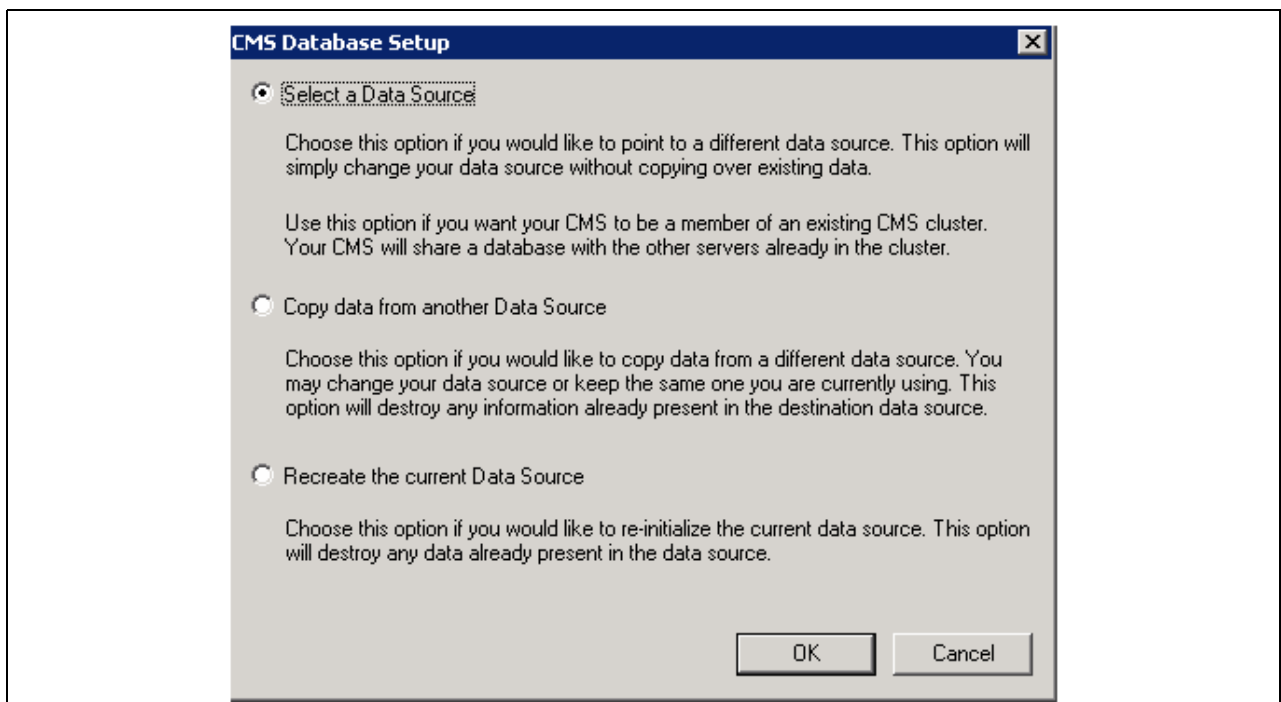 CMS Database Setup
Select a Data Source
Choose this option if you would like to point to a different data source. This option will
simply change your data source without copying over existing data.
Use this option if you want your CMS to be a member of an existing CMS cluster.
Your CMS will share a database with the other servers already in the cluster.
Copy data from another Data Source
Choose this option if you would like to copy data from a different data source. You
may change your data source or keep the same one you are currently using. This
option will destroy any information already present in the destination data source.
Recreate the current Data Source
Choose this option if you would like to re-initialize the current data source. This option
will destroy any data already present in the data source.
OK Cancel